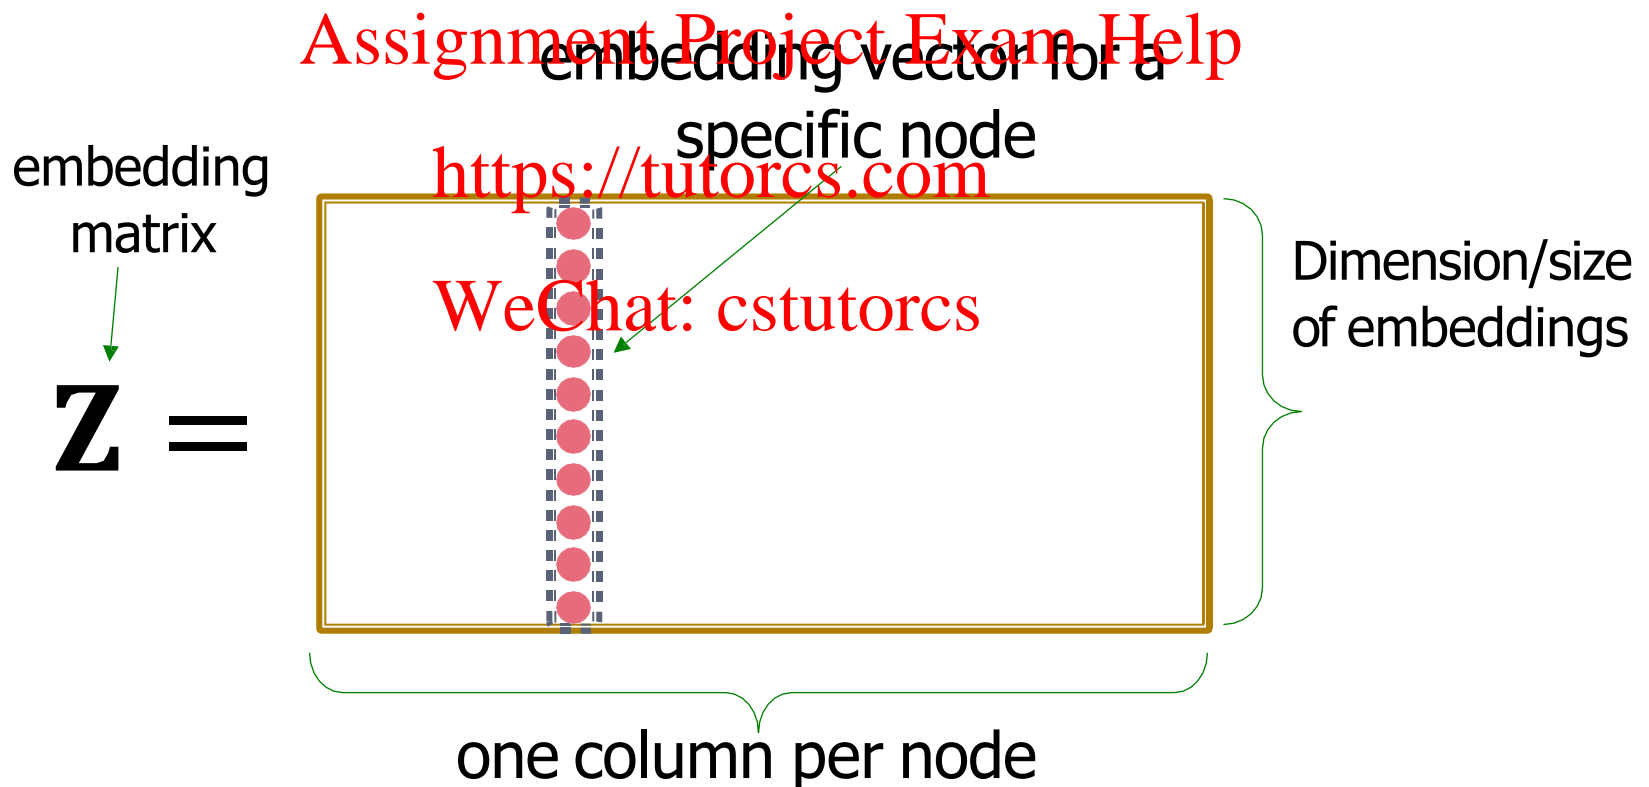 Assignment Project Exam Help
embedding vector for a
specific node
https://tutorcs.com
embedding
matrix
WeChat: cstutorcs
Dimension/size
of embeddings
Z =
one column per node